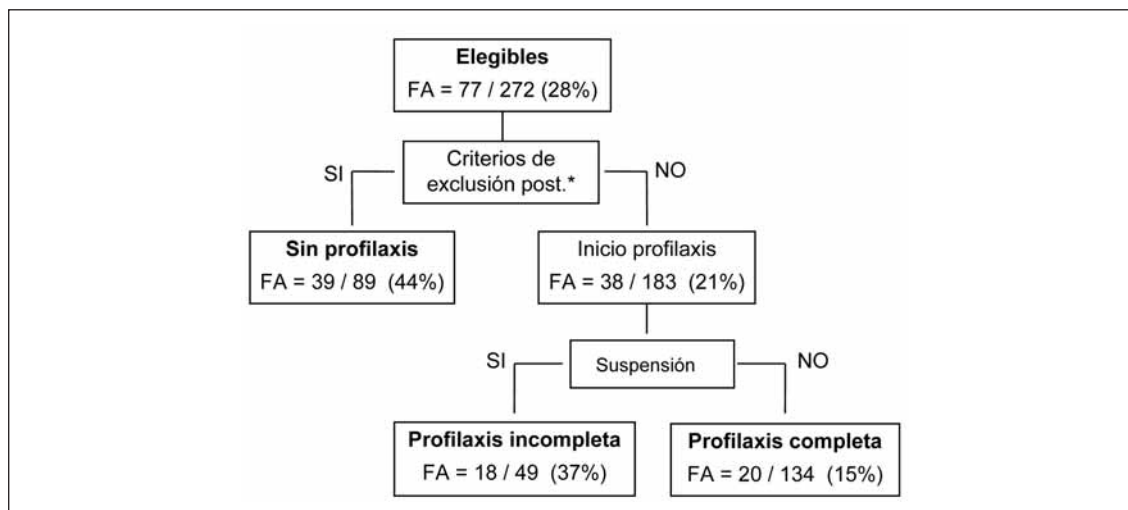 Elegibles
FA = 77 / 272 (28%)
SI
Criterios de
exclusión post.*
NO
Sin profilaxis
FA = 39 / 89 (44%)
Inicio profilaxis
FA = 38 / 183 (21%)
SI
Suspensión
NO
Profilaxis incompleta
FA = 18 / 49 (37%)
Profilaxis completa
FA = 20 / 134 (15%)